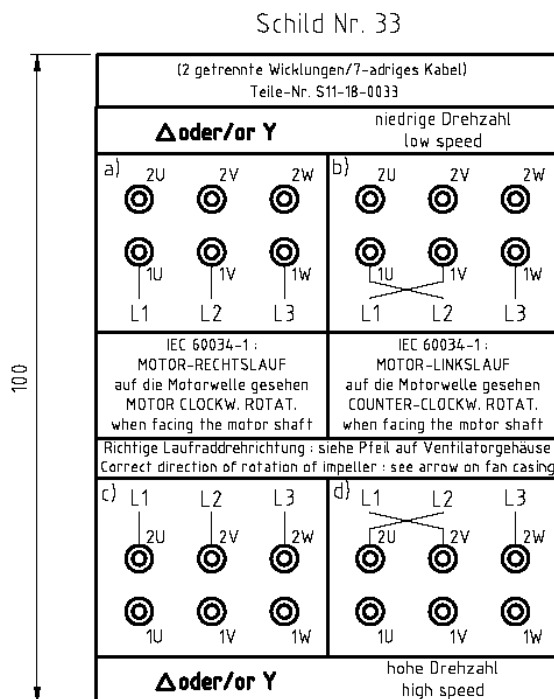 Schild Nr. 33
(2 getrennte Wicklungen/7-adriges Kabel)
Teile-Nr. S11-18-0033
Δ oder/or Y
niedrige Drehzahl
low speed
a)
2U 2V 2W
1U 1V 1W
L1 L2 L3
b)
2U 2V 2W
1U 1V 1W
L1 L2 L3
IEC 60034-1 :
MOTOR-RECHTSLAUF
auf die Motorwelle gesehen
MOTOR CLOCKW. ROTAT.
when facing the motor shaft
IEC 60034-1 :
MOTOR-LINKSLAUF
auf die Motorwelle gesehen
COUNTER-CLOCKW. ROTAT.
when facing the motor shaft
Richtige Laufraddrehrichtung : siehe Pfeil auf Ventilatorgehäuse
Correct direction of rotation of impeller : see arrow on fan casing
c)
L1 L2 L3
2U 2V 2W
1U 1V 1W
d)
L1 L2 L3
2U 2V 2W
1U 1V 1W
Δ oder/or Y
hohe Drehzahl
high speed
100